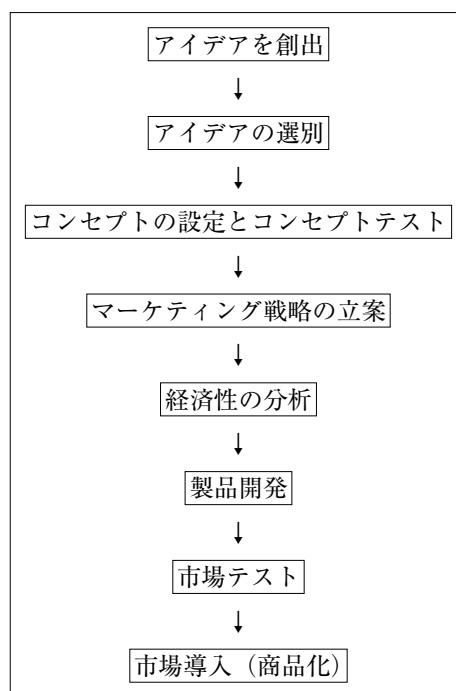 アイデアを創出
↓
アイデアの選別
↓
コンセプトの設定とコンセプトテスト
↓
マーケティング戦略の立案
↓
経済性の分析
↓
製品開発
↓
市場テスト
↓
市場導入（商品化）